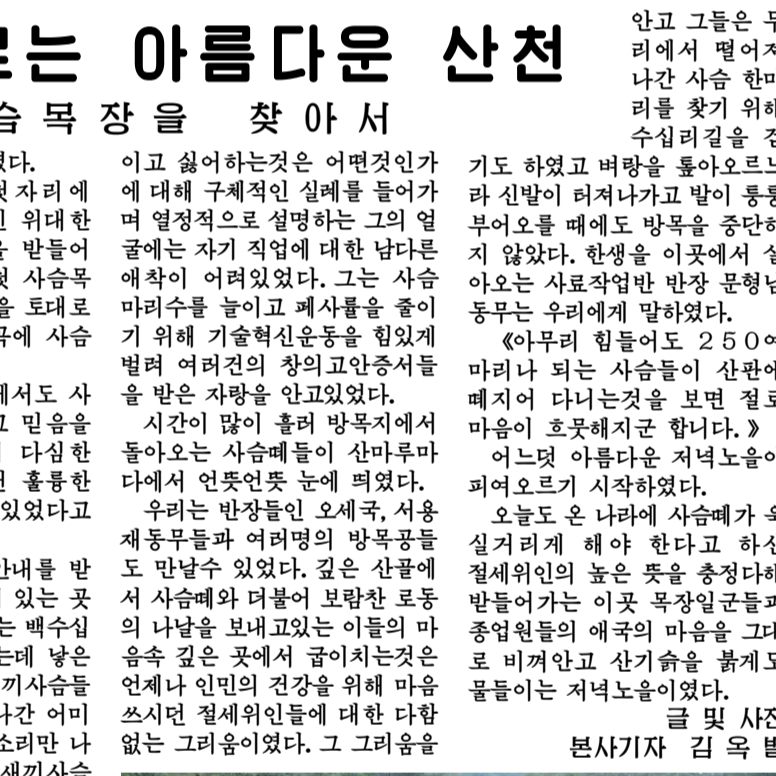 는 아름다운 산천
목장을 찾아서
다.
자리에
위대한
받들어
사슴목
토대로
사슴
에서도 사
믿음을
다심한
훌륭한
있었다고
안내를 받
있는 곳
는 백수십
는데 낳은
끼사슴들
나간 어미
소리만 나
새끼사슴
이고 싫어하는것은 어떤것인가
에 대해 구체적인 실례를 들어가
며 열정적으로 설명하는 그의 얼
굴에는 자기 직업에 대한 남다른
애착이 어려있었다. 그는 사슴
마리수를 늘이고 페사률을 줄이
기 위해 기술혁신운동을 힘있게
벌려 여러건의 창의고안증서들
을 받은 자랑을 안고있었다.
시간이 많이 흘러 방목지에서
돌아오는 사슴떼들이 산마루마
다에서 언뜻언뜻 눈에 띄였다.
우리는 반장들인 오세국, 서용
재동무들과 여러명의 방목공들
도 만날수 있었다. 깊은 산골에
서 사슴떼와 더불어 보람찬 로동
의 나날을 보내고있는 이들의 마
음속 깊은 곳에서 굽이치는것은
언제나 인민의 건강을 위해 마음
쓰시던 절세위인들에 대한 다함
없는 그리움이였다. 그 그리움을
안고 그들은
리에서 떨어져
나간 사슴 한마
리를 찾기 위해
수십리길을
기도 하였고 벼랑을 톺아오르느
라 신발이 터져나가고 발이 퉁퉁
부어오를 때에도 방목을 중단하
지 않았다. 한생을 이곳에서
아오는 사료작업반 반장 문형남
동무는 우리에게 말하였다.
《아무리 힘들어도 250여
마리나 되는 사슴들이 산판에
떼지어 다니는것을 보면 절로
마음이 흐뭇해지군 합니다.》
어느덧 아름다운 저녁노을이
피여오르기 시작하였다.
오늘도 온 나라에 사슴떼가
실거리게 해야 한다고 하신
절세위인의 높은 뜻을 충정다해
받들어가는 이곳 목장일군들과
종업원들의 애국의 마음을 그대
로 비껴안고 산기슭을 붉게
물들이는 저녁노을이였다.
글 및 사진
본사기자 김옥별